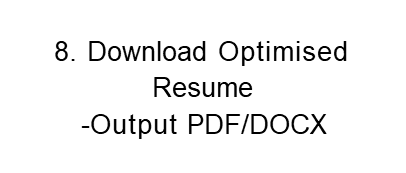 8. Download Optimised
Resume
-Output PDF/DOCX